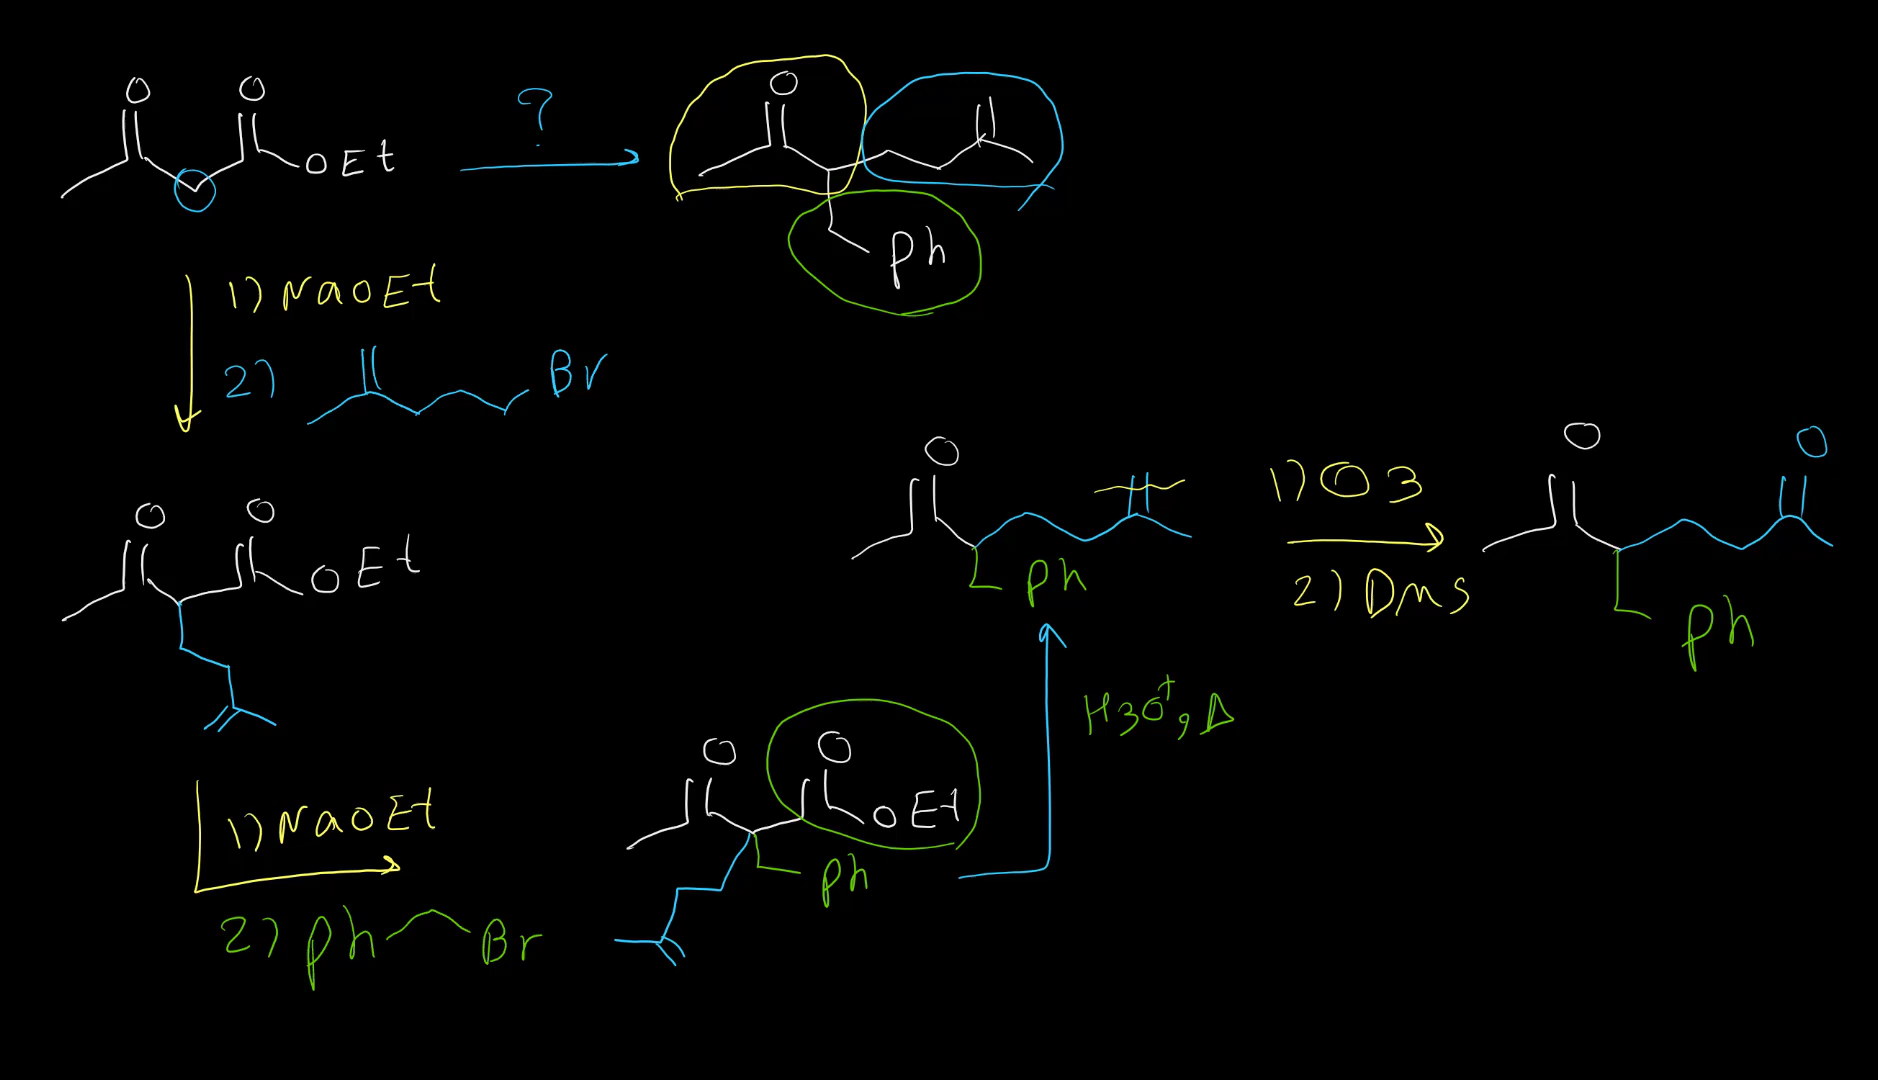 O O O
?
OEt
Ph
1) NaOEt
2) Br
O O O O
1) O3
O O
OEt
Ph
2) DMS
Ph
H3O+, Δ
O O
1) NaOEt
OEt
Ph
2) Ph Br